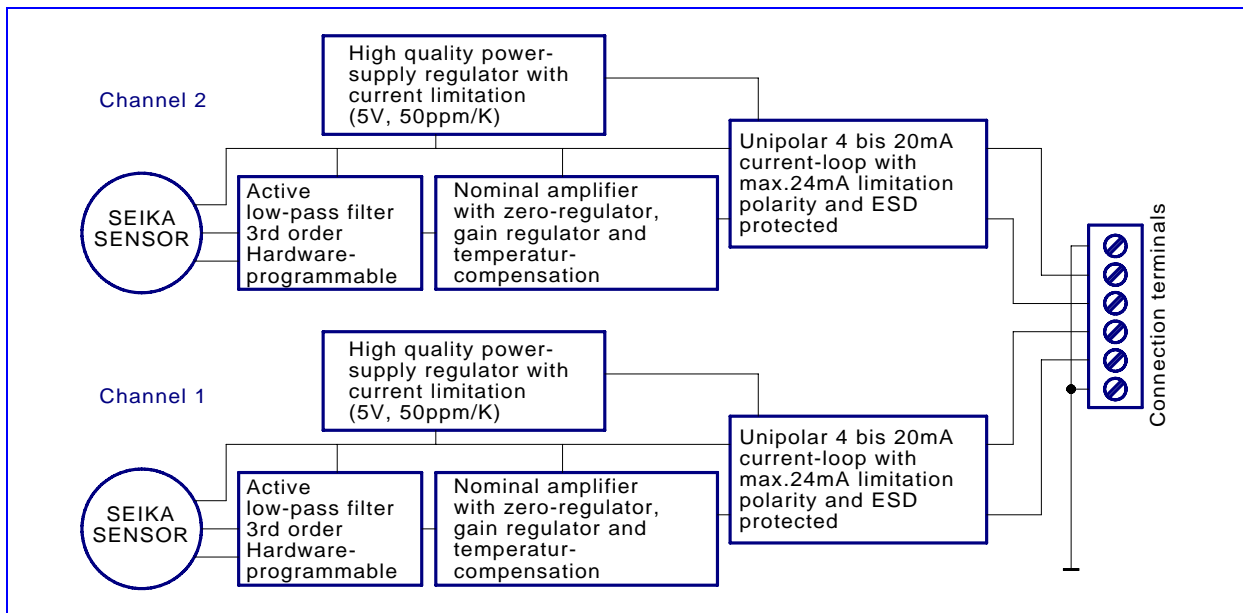 High quality power-
supply regulator with
current limitation
(5V, 50ppm/K)
Channel 2
Unipolar 4 bis 20mA
current-loop with
max.24mA limitation
polarity and ESD
protected
SEIKA
SENSOR
Active
low-pass filter
3rd order
Hardware-
programmable
Nominal amplifier
with zero-regulator,
gain regulator and
temperatur-
compensation
Connection terminals
High quality power-
supply regulator with
current limitation
(5V, 50ppm/K)
Channel 1
Unipolar 4 bis 20mA
current-loop with
max.24mA limitation
polarity and ESD
protected
SEIKA
SENSOR
Active
low-pass filter
3rd order
Hardware-
programmable
Nominal amplifier
with zero-regulator,
gain regulator and
temperatur-
compensation